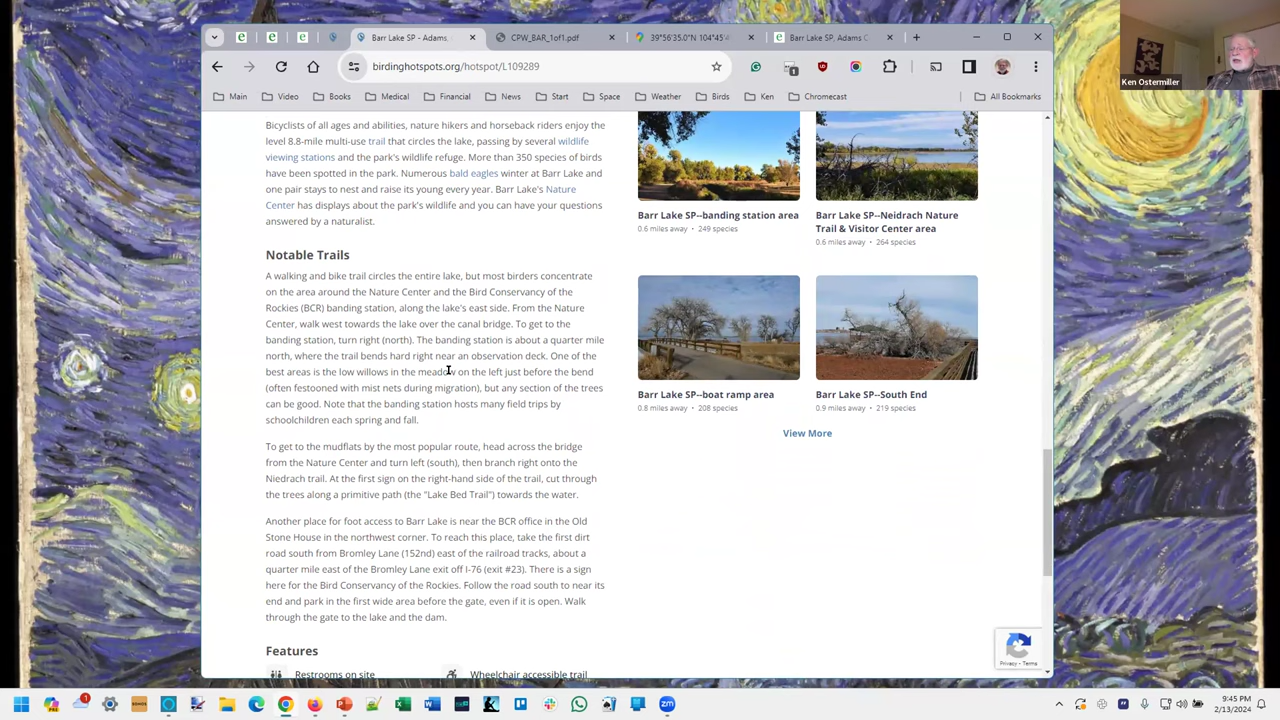 Barr Lake SP - Adams,
CPW_BAR_1of1.pdf
39°56'35.0"N 104°45'
Barr Lake SP, Adams C
birdinghotspots.org/hotspot/L109289
Main
Video
Books
Medical
Financial
News
Start
Space
Weather
Birds
Ken
Chromecast
All Bookmarks
Ken Ostermiller
Bicyclists of all ages and abilities, nature hikers and horseback riders enjoy the
level 8.8-mile multi-use trail that circles the lake, passing by several wildlife
viewing stations and the park's wildlife refuge. More than 350 species of birds
have been spotted in the park. Numerous bald eagles winter at Barr Lake and
one pair stays to nest and raise its young every year. Barr Lake's Nature
Center has displays about the park's wildlife and you can have your questions
answered by a naturalist.
Notable Trails
A walking and bike trail circles the entire lake, but most birders concentrate
on the area around the Nature Center and the Bird Conservancy of the
Rockies (BCR) banding station, along the lake's east side. From the Nature
Center, walk west towards the lake over the canal bridge. To get to the
banding station, turn right (north). The banding station is about a quarter mile
north, where the trail bends hard right near an observation deck. One of the
best areas is the low willows in the meadow on the left just before the bend
(often festooned with mist nets during migration), but any section of the trees
can be good. Note that the banding station hosts many field trips by
schoolchildren each spring and fall.
To get to the mudflats by the most popular route, head across the bridge
from the Nature Center and turn left (south), then branch right onto the
Niedrach trail. At the first sign on the right-hand side of the trail, cut through
the trees along a primitive path (the "Lake Bed Trail") towards the water.
Another place for foot access to Barr Lake is near the BCR office in the Old
Stone House in the northwest corner. To reach this place, take the first dirt
road south from Bromley Lane (152nd) east of the railroad tracks, about a
quarter mile east of the Bromley Lane exit off I-76 (exit #23). There is a sign
here for the Bird Conservancy of the Rockies. Follow the road south to near its
end and park in the first wide area before the gate, even if it is open. Walk
through the gate to the lake and the dam.
Features
Restrooms on site
Wheelchair accessible trail
Barr Lake SP--banding station area
0.6 miles away • 249 species
Barr Lake SP--Neidrach Nature
Trail & Visitor Center area
0.6 miles away • 264 species
Barr Lake SP--boat ramp area
0.8 miles away • 208 species
Barr Lake SP--South End
0.9 miles away • 219 species
View More
Privacy - Terms
9:45 PM
2/13/2024